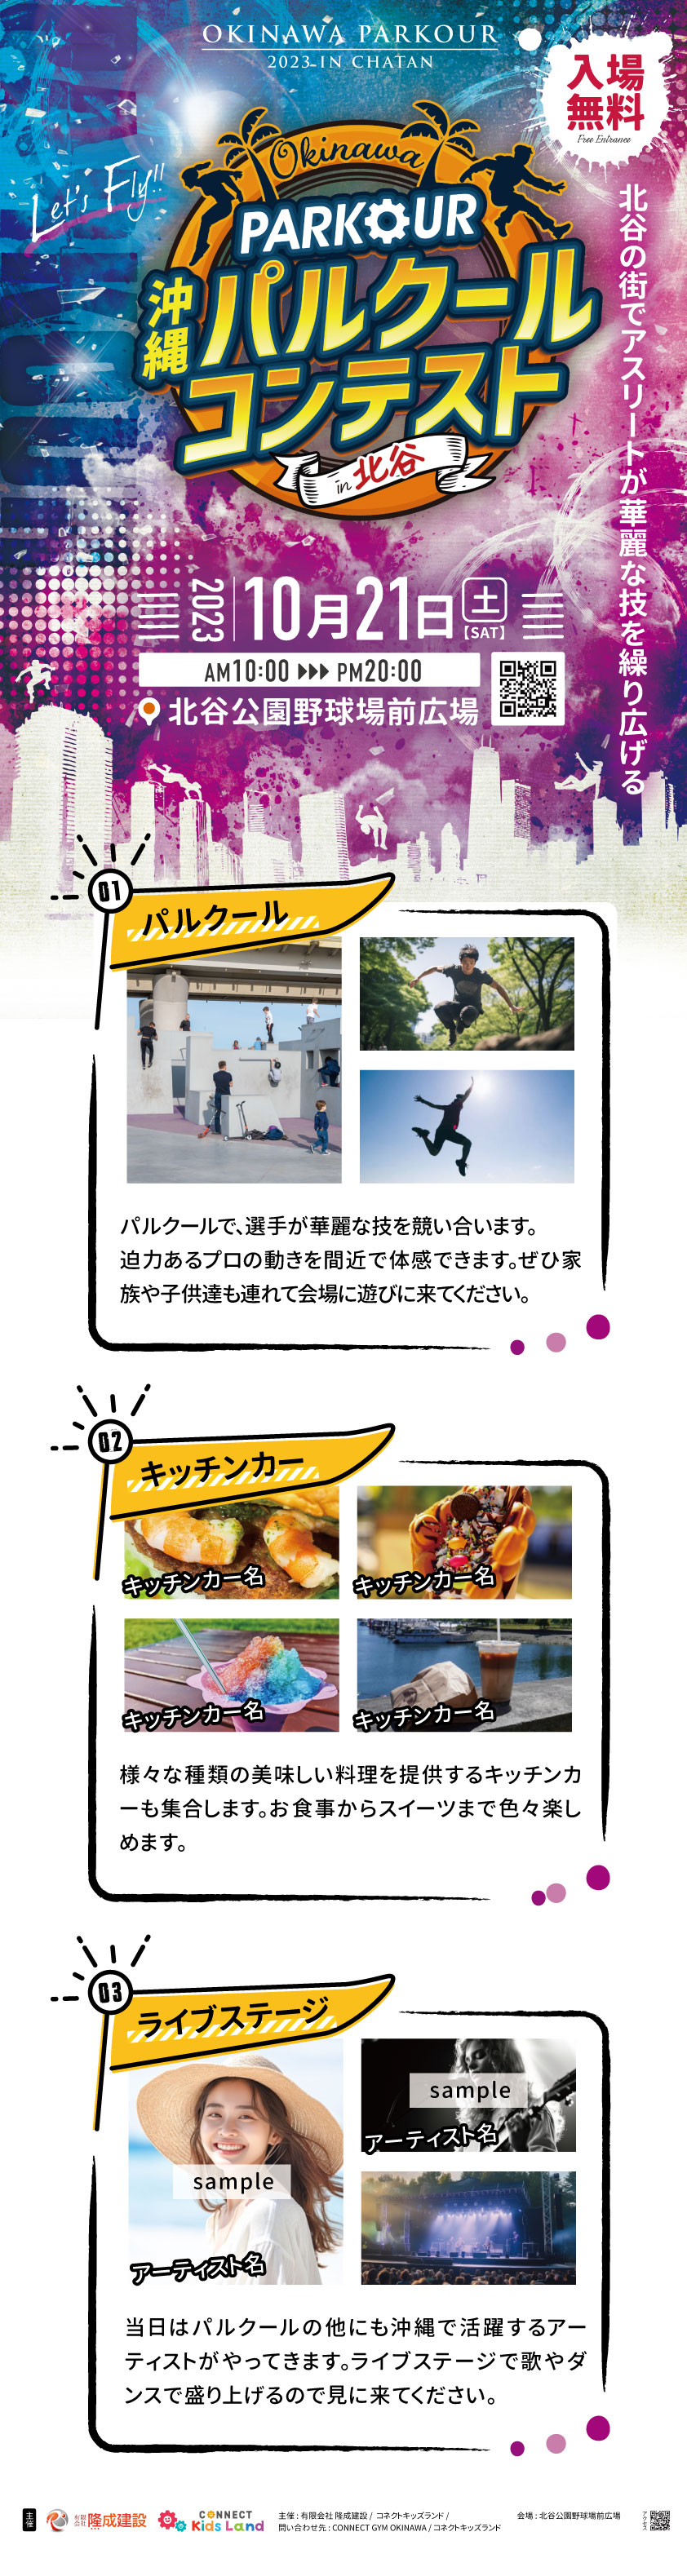 OKINAWA PARKOUR
2023-IN CHATAN
入場
無料
Free Entrance
Let's Fly!!
北谷の街でアスリートが華麗な技を繰り広げる
Okinawa
PARKOUR
沖縄
パルクール
コンテスト
in 北谷
2023
10月21日
土
【SAT】
AM10:00 PM20:00
北谷公園野球場前広場
01
パルクール
パルクールで、選手が華麗な技を競い合います。
迫力あるプロの動きを間近で体感できます。ぜひ家
族や子供達も連れて会場に遊びに来てください。
02
キッチンカー
キッチンカー名
キッチンカー名
キッチンカー名
キッチンカー名
様々な種類の美味しい料理を提供するキッチンカ
ーも集合します。お食事からスイーツまで色々楽し
めます。
03
ライブステージ
sample
アーティスト名
sample
アーティスト名
当日はパルクールの他にも沖縄で活躍するアー
ティストがやってきます。ライブステージで歌やダ
ンスで盛り上げるので見に来てください。
主催
有限会社
隆成建設
CONNECT
Kids Land
主催 : 有限会社 隆成建設 / コネクトキッズランド /
問い合わせ先 : CONNECT GYM OKINAWA / コネクトキッズランド
会場 : 北谷公園野球場前広場
アクセス